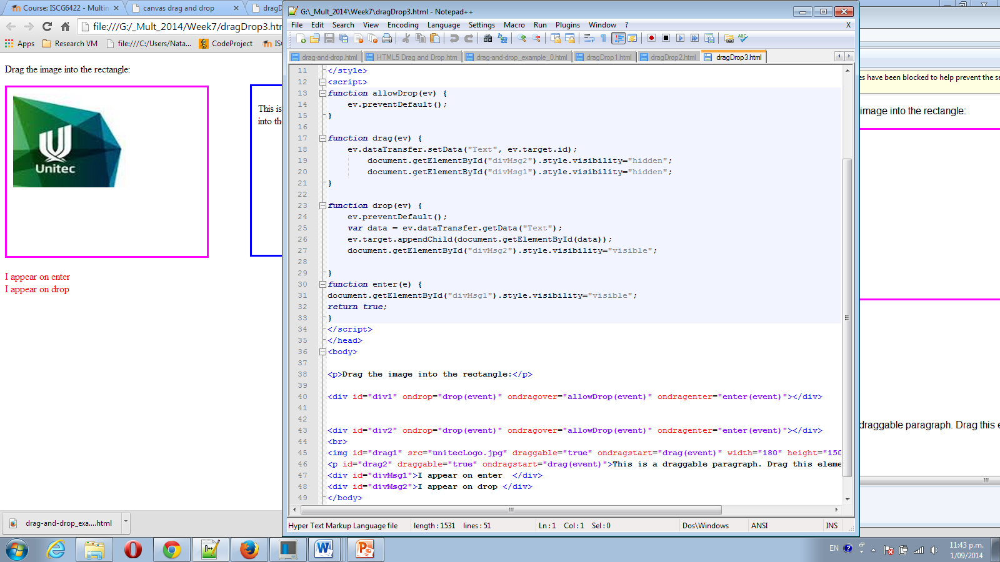 Course: ISCG6422 - Multin
canvas drag and drop
dragD
file:///G:/_Mult_2014/Week7/dragDrop3.htm
Apps
Research VM
file:///C:/Users/Nata...
CodeProject
ISC
Drag the image into the rectangle:
Unitec
This is
into th
I appear on enter
I appear on drop
drag-and-drop_exa....html
G:\_Mult_2014\Week7\dragDrop3.html - Notepad++
File Edit Search View Encoding Language Settings Macro Run Plugins Window ? X
drag-and-drop.html
HTML5 Drag and Drop.htm
drag-and-drop_example_0.html
dragDrop1.html
dragDrop2.html
dragDrop3.html
11 </style>
12 <script>
13 function allowDrop(ev) {
14 ev.preventDefault();
15 }
16
17 function drag(ev) {
18 ev.dataTransfer.setData("Text", ev.target.id);
19 document.getElementById("divMsg2").style.visibility="hidden";
20 document.getElementById("divMsg1").style.visibility="hidden";
21 }
22
23 function drop(ev) {
24 ev.preventDefault();
25 var data = ev.dataTransfer.getData("Text");
26 ev.target.appendChild(document.getElementById(data));
27 document.getElementById("divMsg2").style.visibility="visible";
28
29 }
30 function enter(e) {
31 document.getElementById("divMsg1").style.visibility="visible";
32 return true;
33 }
34 </script>
35 </head>
36 <body>
37
38 <p>Drag the image into the rectangle:</p>
39
40 <div id="div1" ondrop="drop(event)" ondragover="allowDrop(event)" ondragenter="enter(event)"></div>
41
42
43 <div id="div2" ondrop="drop(event)" ondragover="allowDrop(event)" ondragenter="enter(event)"></div>
44 <br>
45 <img id="drag1" src="unitecLogo.jpg" draggable="true" ondragstart="drag(event)" width="180" height="150
46 <p id="drag2" draggable="true" ondragstart="drag(event)">This is a draggable paragraph. Drag this eleme
47 <div id="divMsg1">I appear on enter </div>
48 <div id="divMsg2">I appear on drop </div>
49 </body>
Hyper Text Markup Language file length : 1531 lines : 51 Ln : 1 Col : 1 Sel : 0 Dos\Windows ANSI INS
es have been blocked to help prevent the se
image into the rectangle:
draggable paragraph. Drag this e
EN
11:43 p.m.
1/09/2014